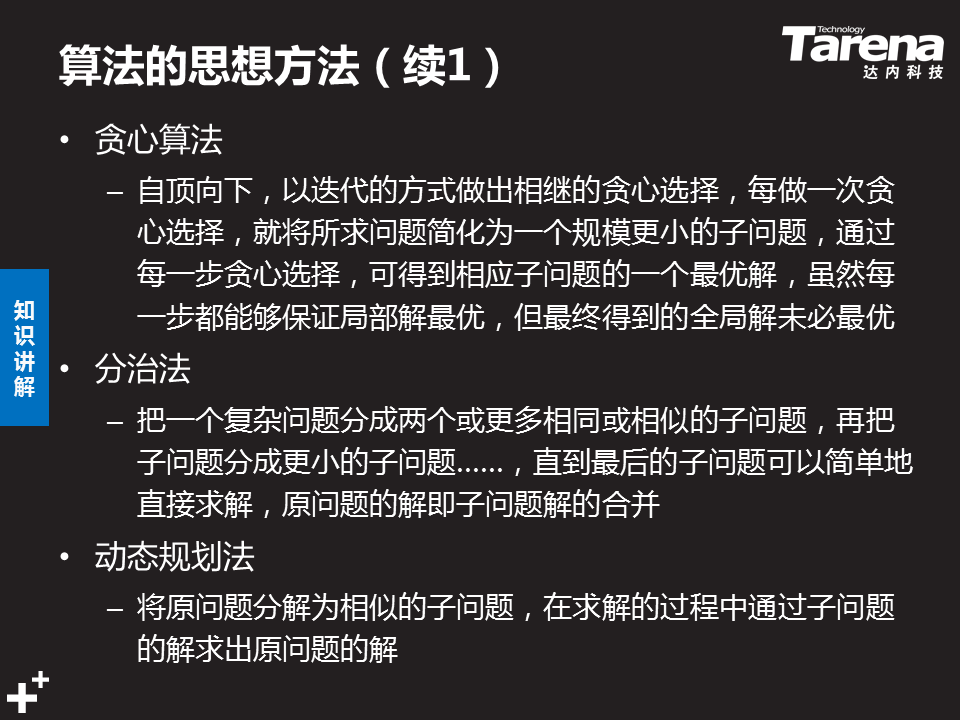 算法的思想方法（续1）
Technology
Tarena
达内科技
• 贪心算法
– 自顶向下，以迭代的方式做出相继的贪心选择，每做一次贪
心选择，就将所求问题简化为一个规模更小的子问题，通过
每一步贪心选择，可得到相应子问题的一个最优解，虽然每
一步都能够保证局部解最优，但最终得到的全局解未必最优
知
识
讲
解
• 分治法
– 把一个复杂问题分成两个或更多相同或相似的子问题，再把
子问题分成更小的子问题……，直到最后的子问题可以简单地
直接求解，原问题的解即子问题解的合并
• 动态规划法
– 将原问题分解为相似的子问题，在求解的过程中通过子问题
的解求出原问题的解